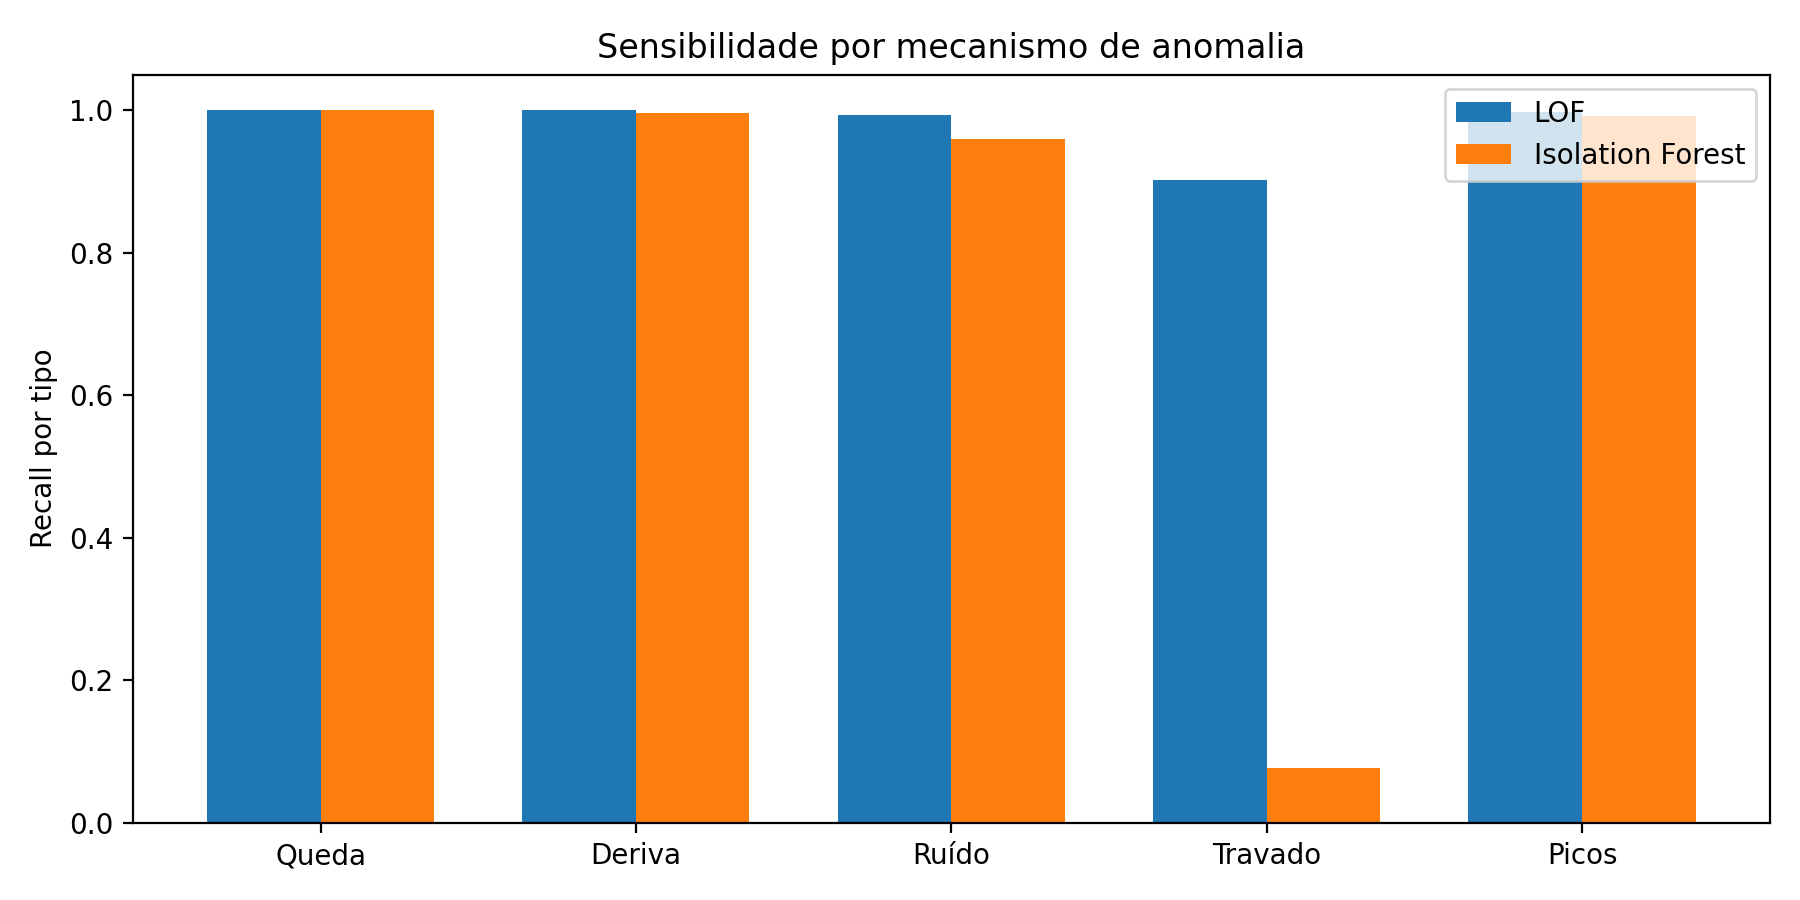 Sensibilidade por mecanismo de anomalia
LOF
Isolation Forest
Recall por tipo
1.0
0.8
0.6
0.4
0.2
0.0
Queda
Deriva
Ruído
Travado
Picos